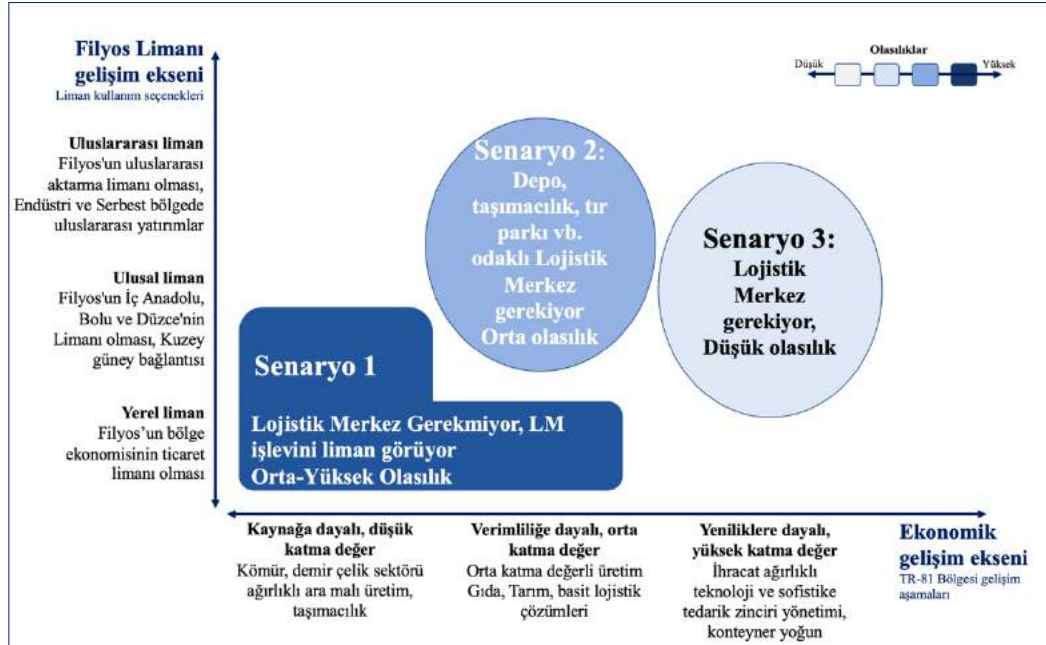 Filyos Limanı
gelişim ekseni
Liman kullanım seçenekleri
Olasılıklar
Düşük
Yüksek
Uluslararası liman
Filyos'un uluslararası
aktarma limanı olması,
Endüstri ve Serbest bölgede
uluslararası yatırımlar
Ulusal liman
Filyos'un İç Anadolu,
Bolu ve Düzce'nin
Limanı olması, Kuzey
güney bağlantısı
Yerel liman
Filyos’un bölge
ekonomisinin ticaret
limanı olması
Senaryo 2:
Depo,
taşımacılık, tır
parkı vb.
odaklı Lojistik
Merkez
gerekiyor
Orta olasılık
Senaryo 3:
Lojistik
Merkez
gerekiyor,
Düşük olasılık
Senaryo 1
Lojistik Merkez Gerekmiyor, LM
işlevini liman görüyor
Orta-Yüksek Olasılık
Kaynağa dayalı, düşük
katma değer
Kömür, demir çelik sektörü
ağırlıklı ara malı üretim,
taşımacılık
Verimliliğe dayalı, orta
katma değer
Orta katma değerli üretim
Gıda, Tarım, basit lojistik
çözümleri
Yeniliklere dayalı,
yüksek katma değer
İhracat ağırlıklı
teknoloji ve sofistike
tedarik zinciri yönetimi,
konteyner yoğun
Ekonomik
gelişim ekseni
TR-81 Bölgesi gelişim
aşamaları